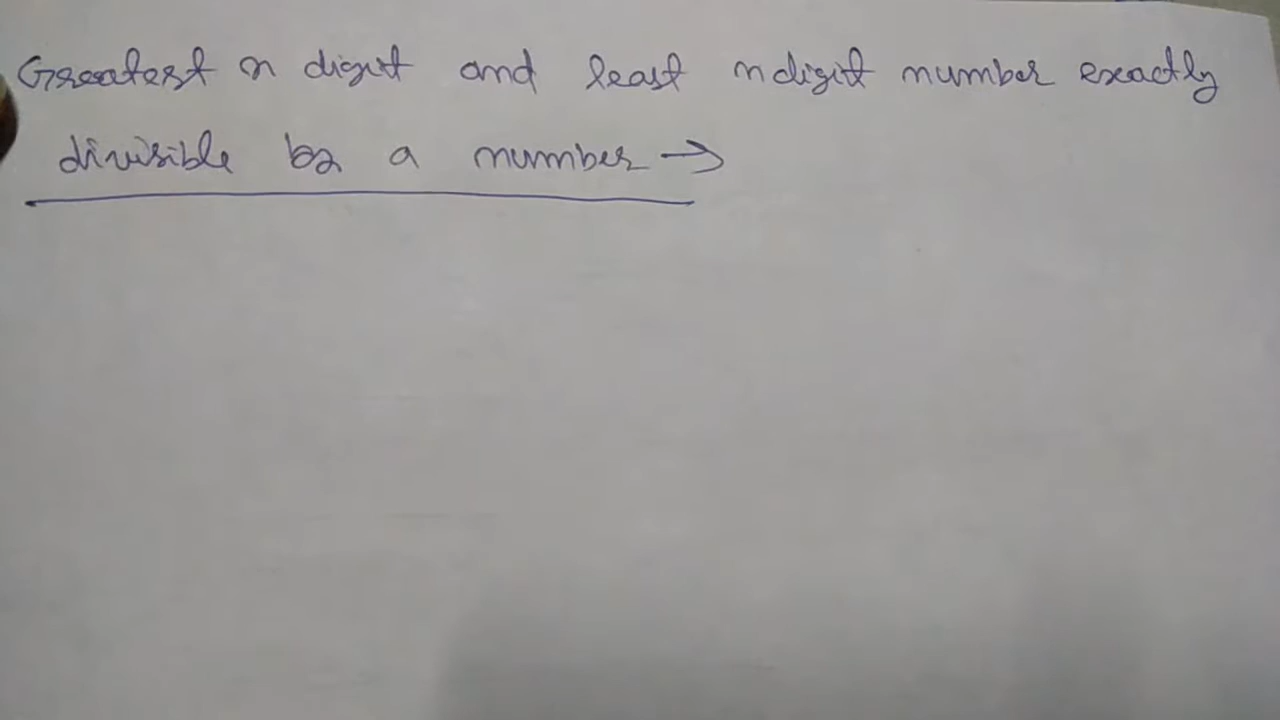 Greatest n digit and least n digit number exactly
divisible by a number →